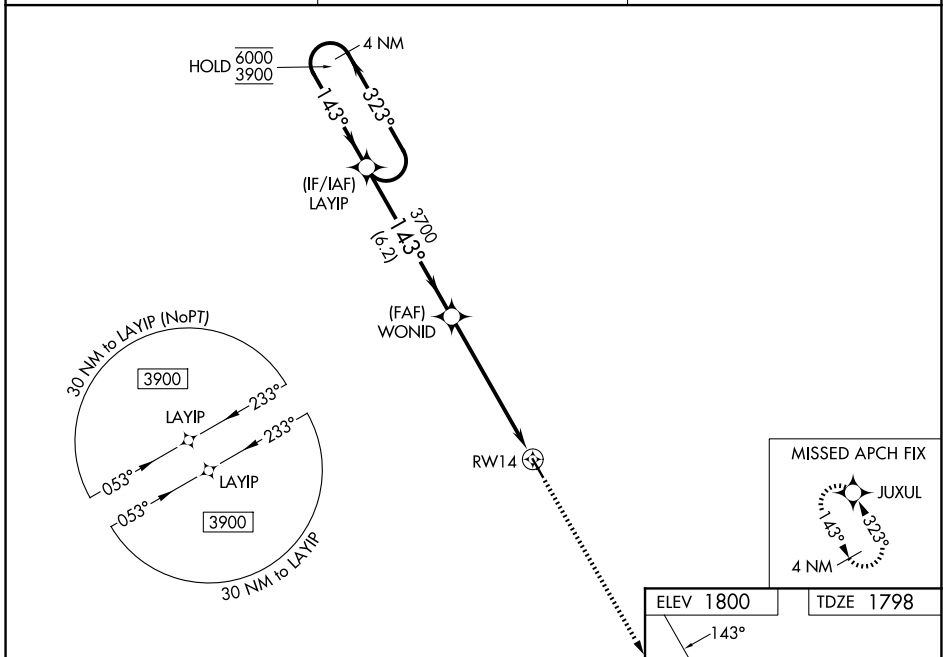 4 NM
HOLD 6000
3900
143°
323°
(IF/IAF)
LAYIP
3700
143°
(6.2)
(FAF)
WONID
30 NM to LAYIP (NoPT)
3900
233°
LAYIP
053°
233°
LAYIP
053°
3900
30 NM to LAYIP
RW14
MISSED APCH FIX
JUXUL
143°
323°
4 NM
ELEV 1800
TDZE 1798
143°